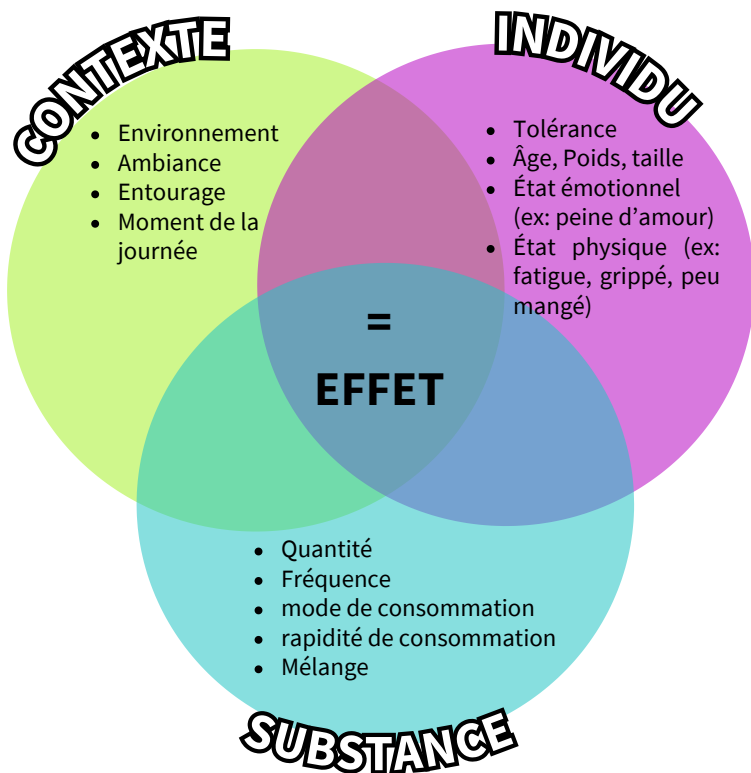 CONTEXTE
• Environnement
• Ambiance
• Entourage
• Moment de la
journée
INDIVIDU
• Tolérance
• Âge, Poids, taille
• État émotionnel
(ex: peine d’amour)
• État physique (ex:
fatigue, grippé, peu
mangé)
=
EFFET
• Quantité
• Fréquence
• mode de consommation
• rapidité de consommation
• Mélange
SUBSTANCE